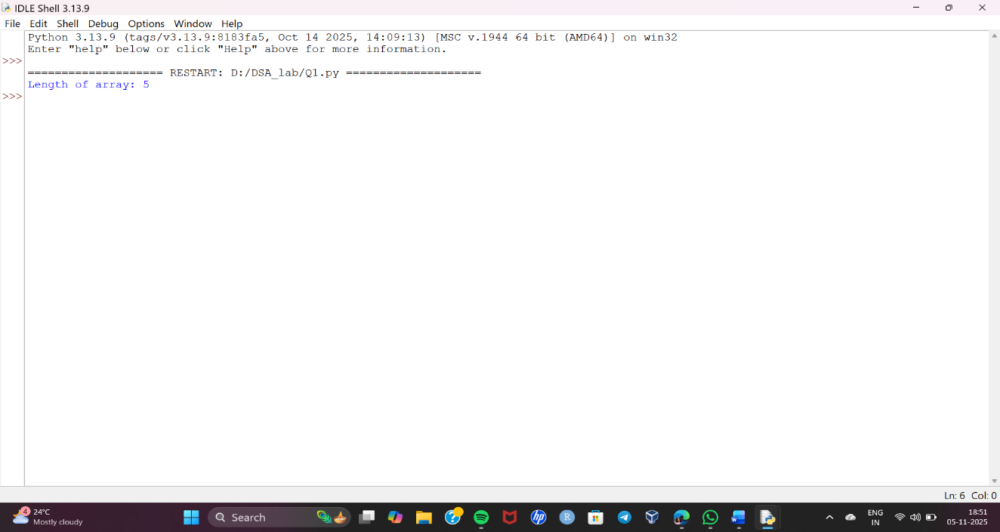 IDLE Shell 3.13.9
File Edit Shell Debug Options Window Help
Python 3.13.9 (tags/v3.13.9:8183fa5, Oct 14 2025, 14:09:13) [MSC v.1944 64 bit (AMD64)] on win32
Enter "help" below or click "Help" above for more information.
>>>
==================== RESTART: D:/DSA_lab/Q1.py ====================
Length of array: 5
>>>
Ln: 6 Col: 0
4
24°C
Mostly cloudy
Search
hp
R
W
ENG
IN
18:51
05-11-2025